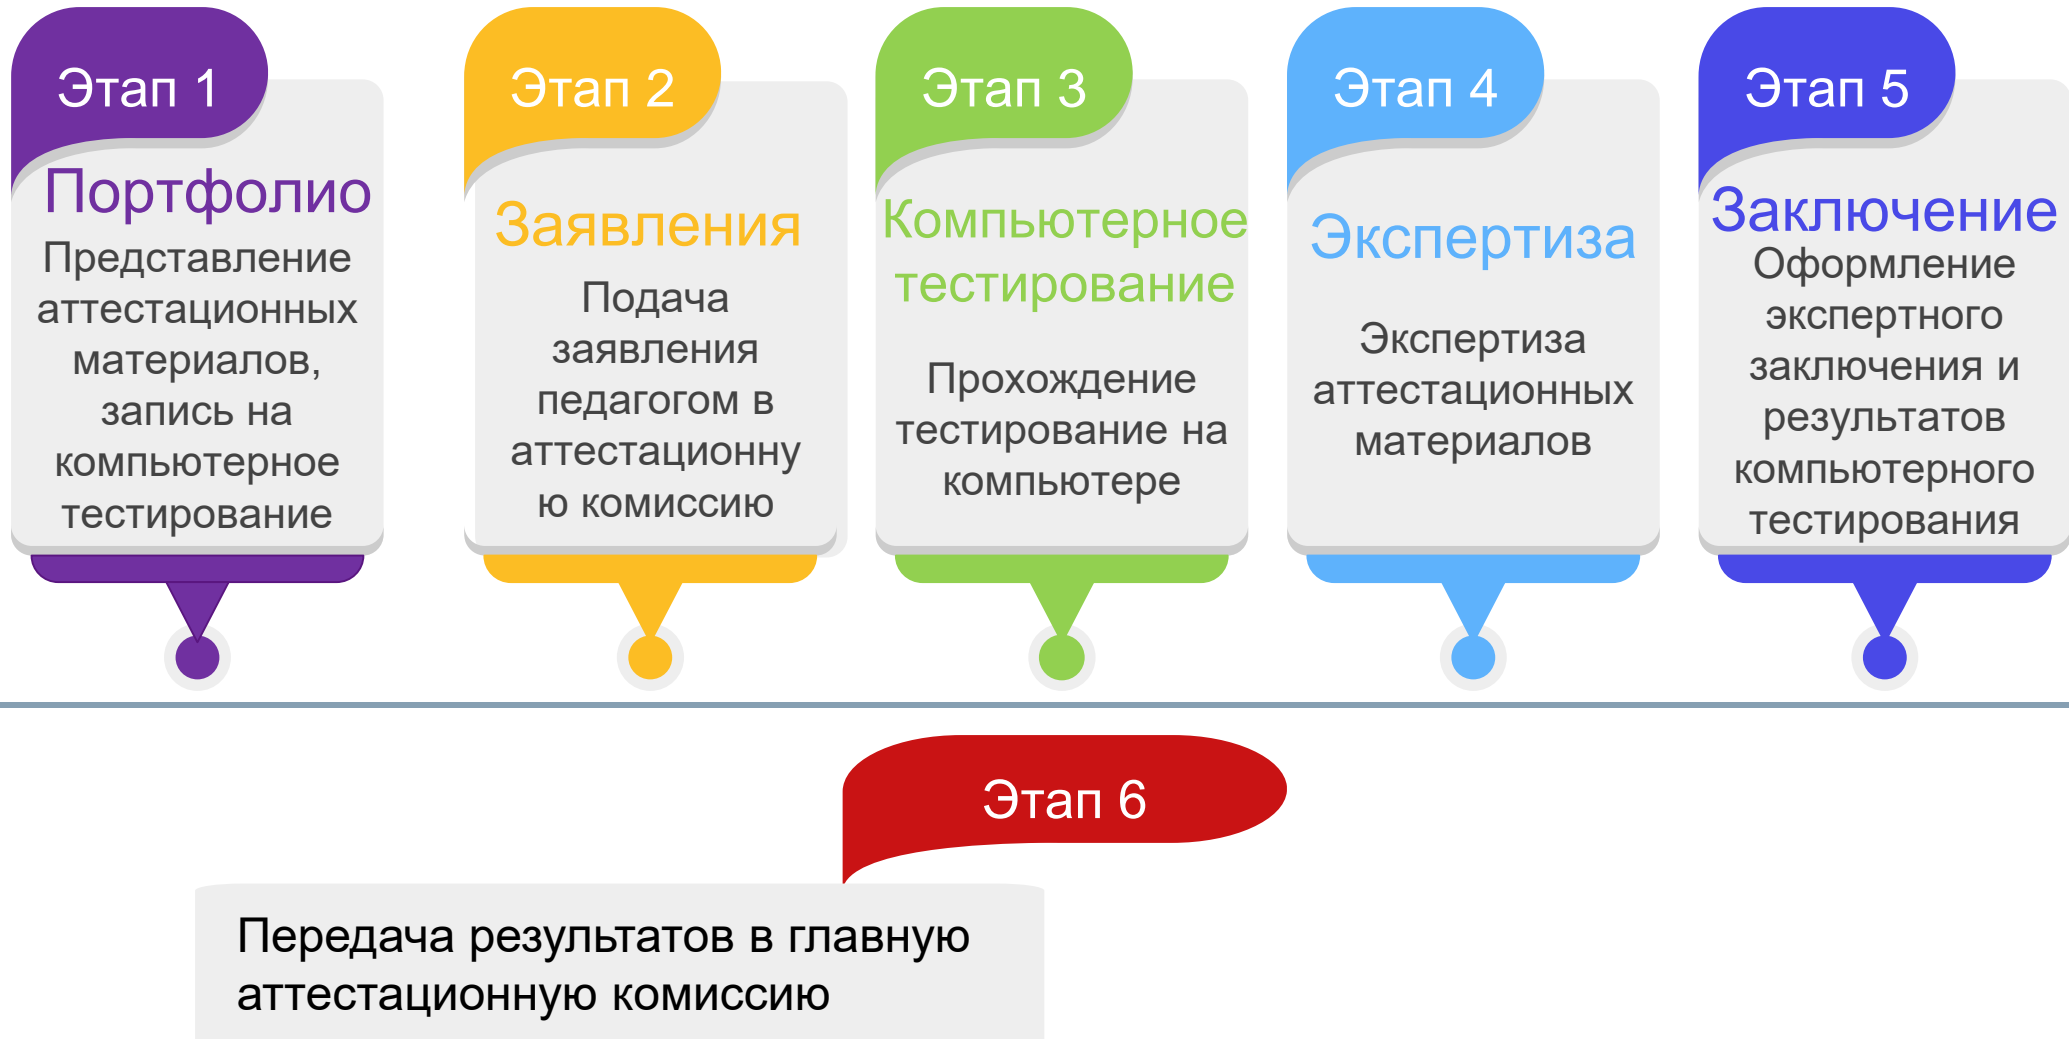 Этап 1
Портфолио
Представление
аттестационных
материалов,
запись на
компьютерное
тестирование
Этап 2
Заявления
Подача
заявления
педагогом в
аттестационну
ю комиссию
Этап 3
Компьютерное
тестирование
Прохождение
тестирование на
компьютере
Этап 4
Экспертиза
Экспертиза
аттестационных
материалов
Этап 5
Заключение
Оформление
экспертного
заключения и
результатов
компьютерного
тестирования
Этап 6
Передача результатов в главную
аттестационную комиссию